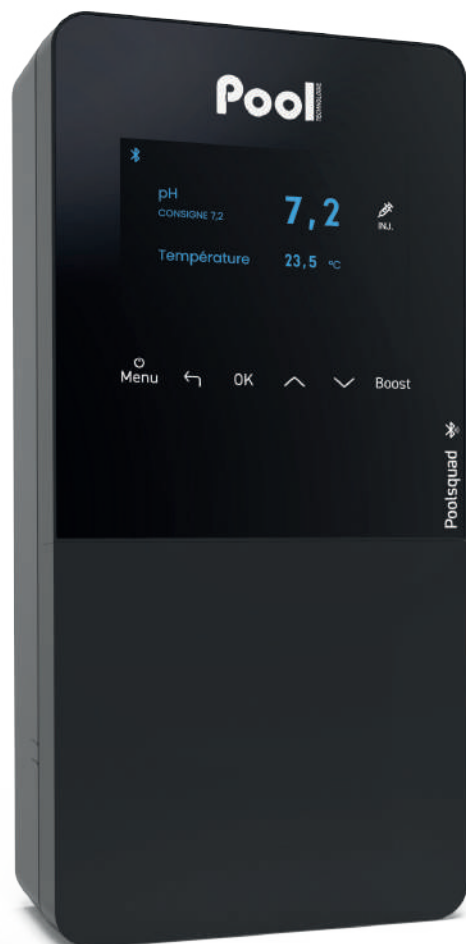 Pool
TECHNOLOGIE
pH
CONSIGNE 7,2
7,2
INJ.
Température
23,5 °C
Menu
OK
Boost
Poolsquad